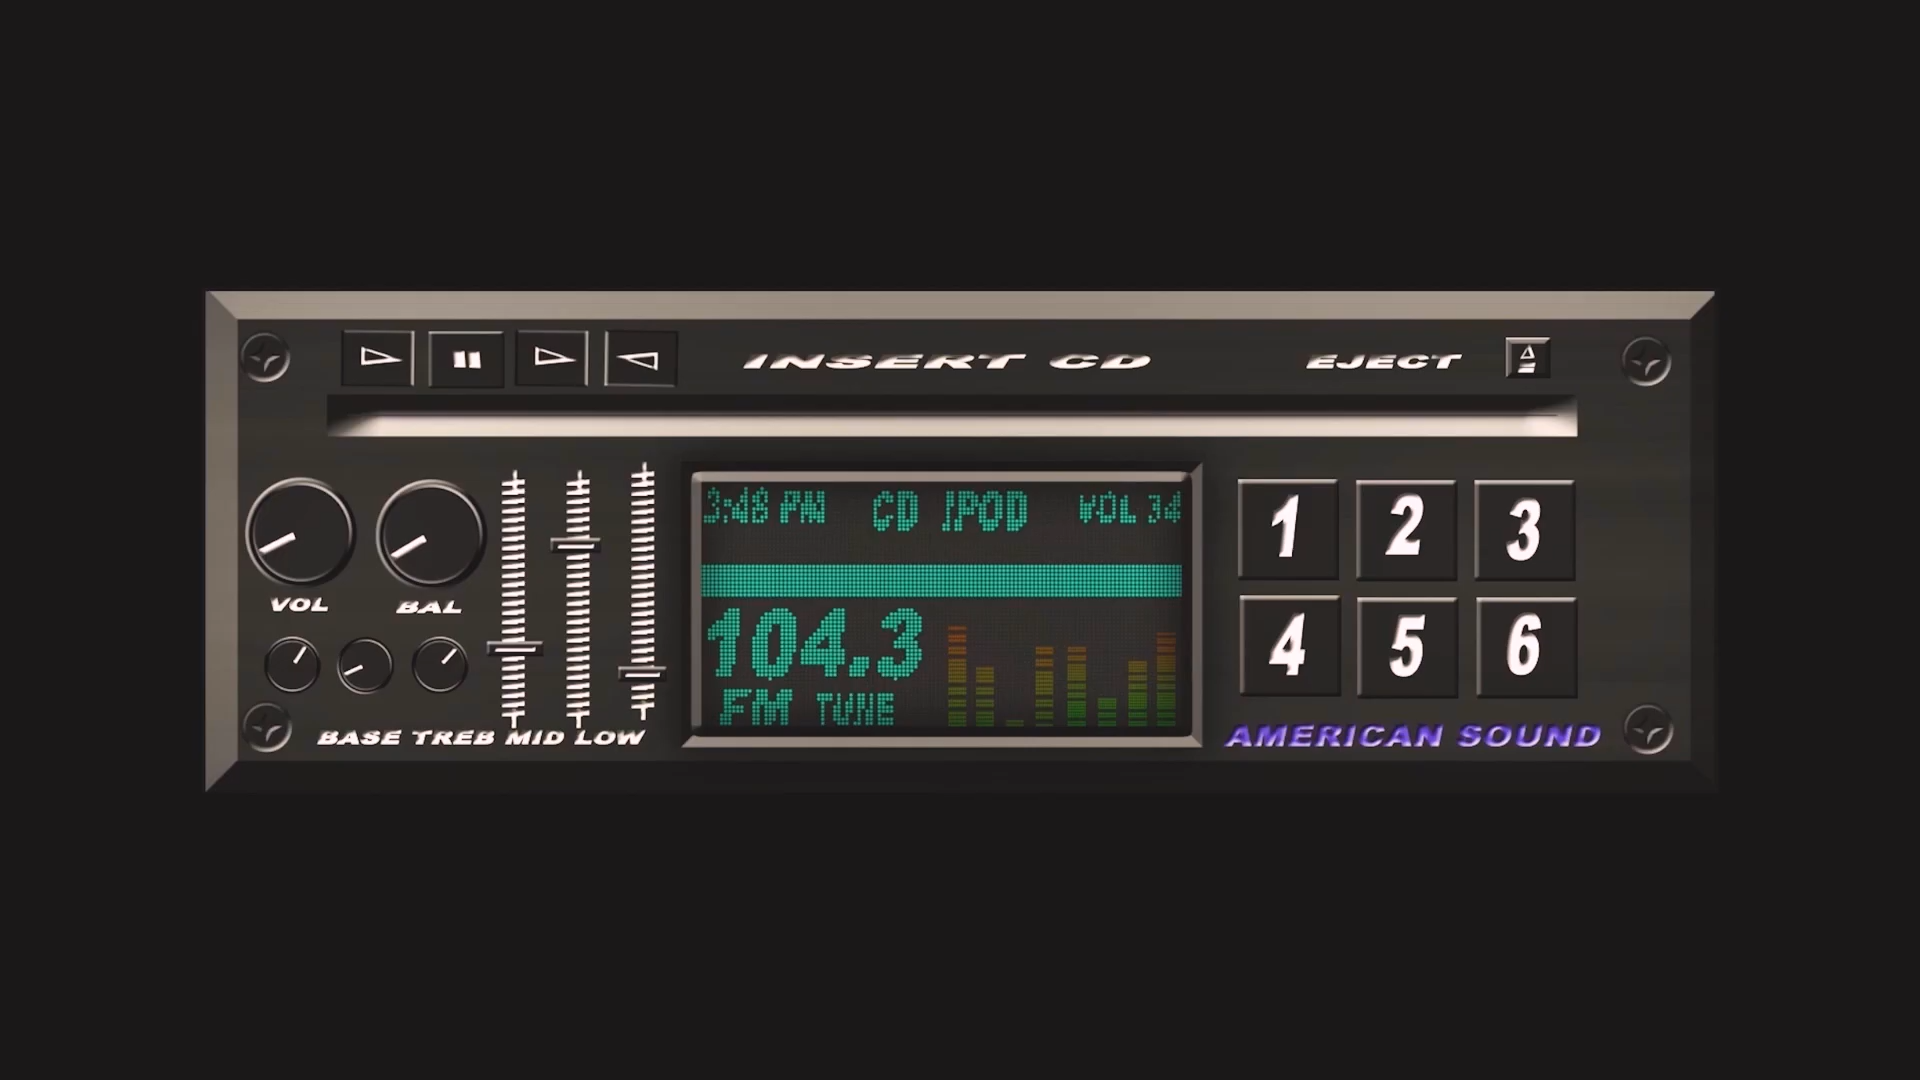 INSERT CD
EJECT
3:48 PM CD IPOD VOL 34
104.3
FM TUNE
VOL BAL
BASE TREB MID LOW
1 2 3
4 5 6
AMERICAN SOUND